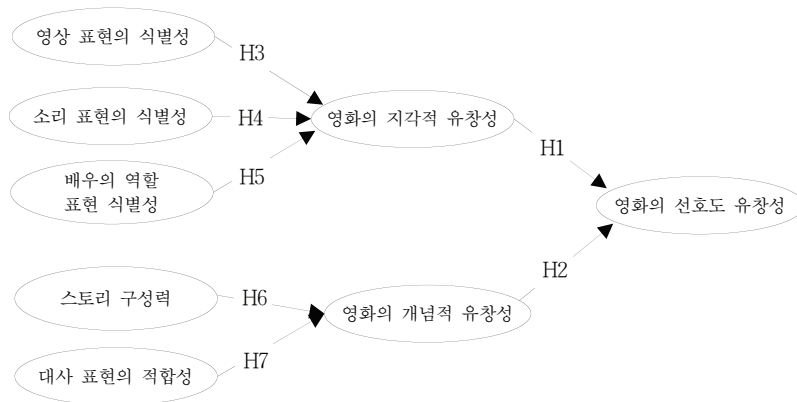 영상 표현의 식별성
H3
소리 표현의 식별성
H4
영화의 지각적 유창성
배우의 역할
표현 식별성
H5
H1
영화의 선호도 유창성
H2
스토리 구성력
H6
영화의 개념적 유창성
대사 표현의 적합성
H7